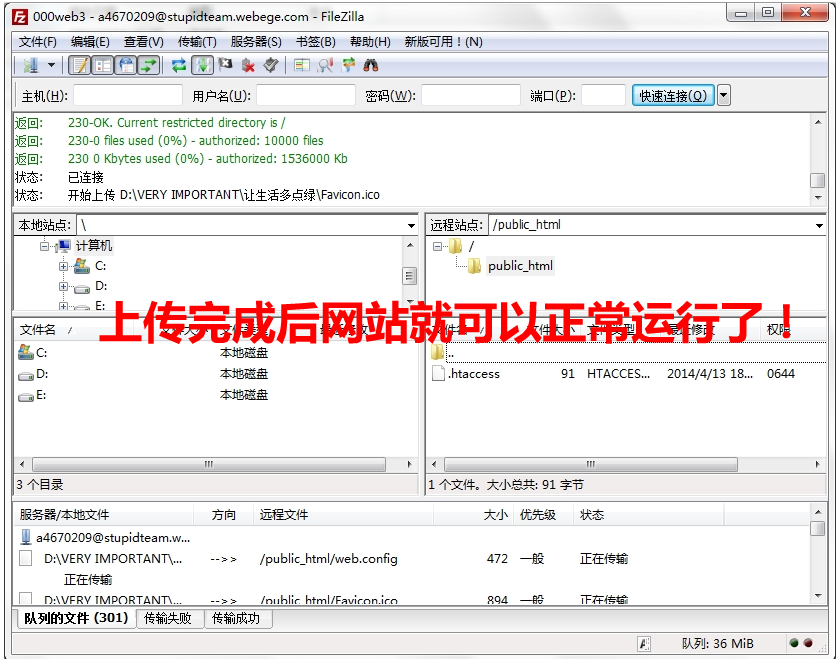 000web3 - a4670209@stupidteam.webege.com - FileZilla
文件(F) 编辑(E) 查看(V) 传输(T) 服务器(S) 书签(B) 帮助(H) 新版可用！(N)
主机(H): 用户名(U): 密码(W): 端口(P): 快速连接(Q)
返回: 230-OK. Current restricted directory is /
返回: 230-0 files used (0%) - authorized: 10000 files
返回: 230 0 Kbytes used (0%) - authorized: 1536000 Kb
状态: 已连接
状态: 开始上传 D:\VERY IMPORTANT\让生活多点绿\Favicon.ico
本地站点: \
计算机
C:
D:
E:
远程站点: /public_html
/
public_html
上传完成后网站就可以正常运行了！
文件名 /
C: 本地磁盘
D: 本地磁盘
E: 本地磁盘
3 个目录
最近修改 权限
..
.htaccess 91 HTACCES... 2014/4/13 18... 0644
1 个文件。大小总共: 91 字节
服务器/本地文件 方向 远程文件 大小 优先级 状态
a4670209@stupidteam.w...
D:\VERY IMPORTANT\... -->> /public_html/web.config 472 一般 正在传输
正在传输
D:\VERY IMPORTANT\... -->> /public_html/Favicon.ico 894 一般 正在传输
队列的文件 (301) 传输失败 传输成功
队列: 36 MiB